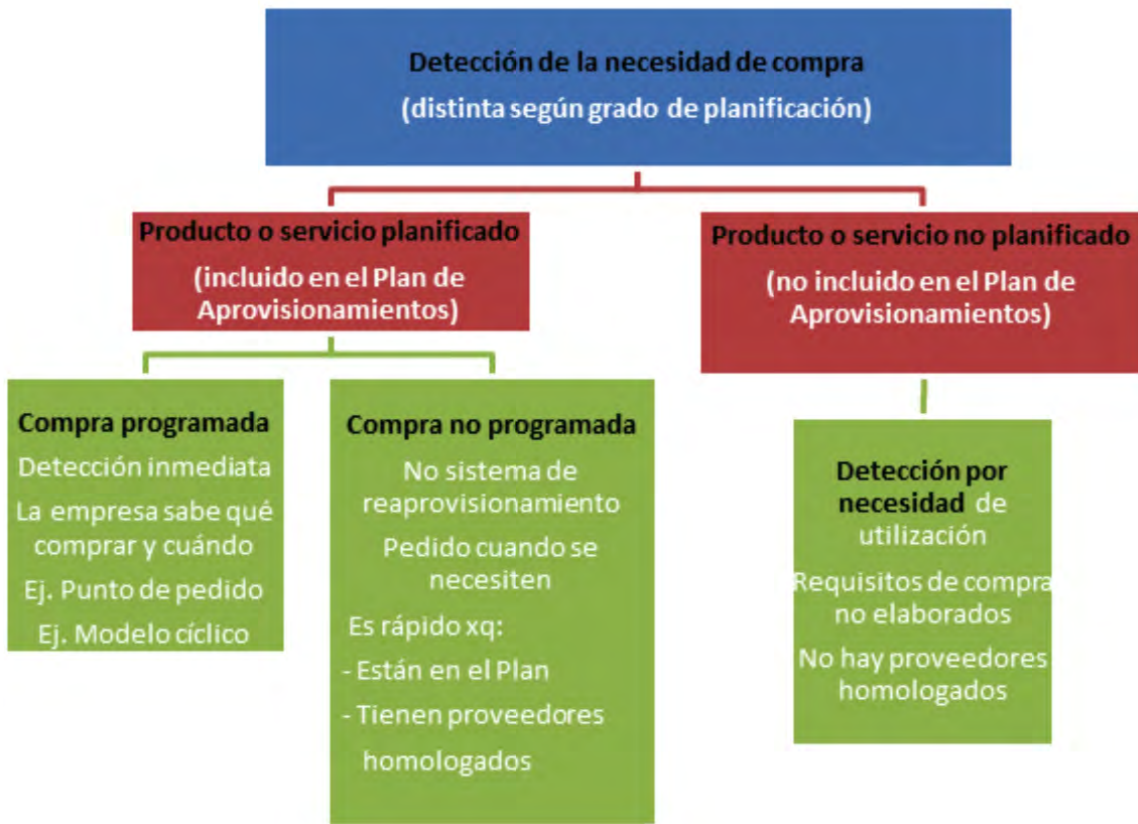 Detección de la necesidad de compra
(distinta según grado de planificación)
Producto o servicio planificado
(incluido en el Plan de
Aprovisionamientos)
Producto o servicio no planificado
(no incluido en el Plan de
Aprovisionamientos)
Compra programada
Detección inmediata
La empresa sabe qué
comprar y cuándo
Ej. Punto de pedido
Ej. Modelo cíclico
Compra no programada
No sistema de
reaprovisionamiento
Pedido cuando se
necesiten
Es rápido xq:
- Están en el Plan
- Tienen proveedores
homologados
Detección por
necesidad de
utilización
Requisitos de compra
no elaborados
No hay proveedores
homologados